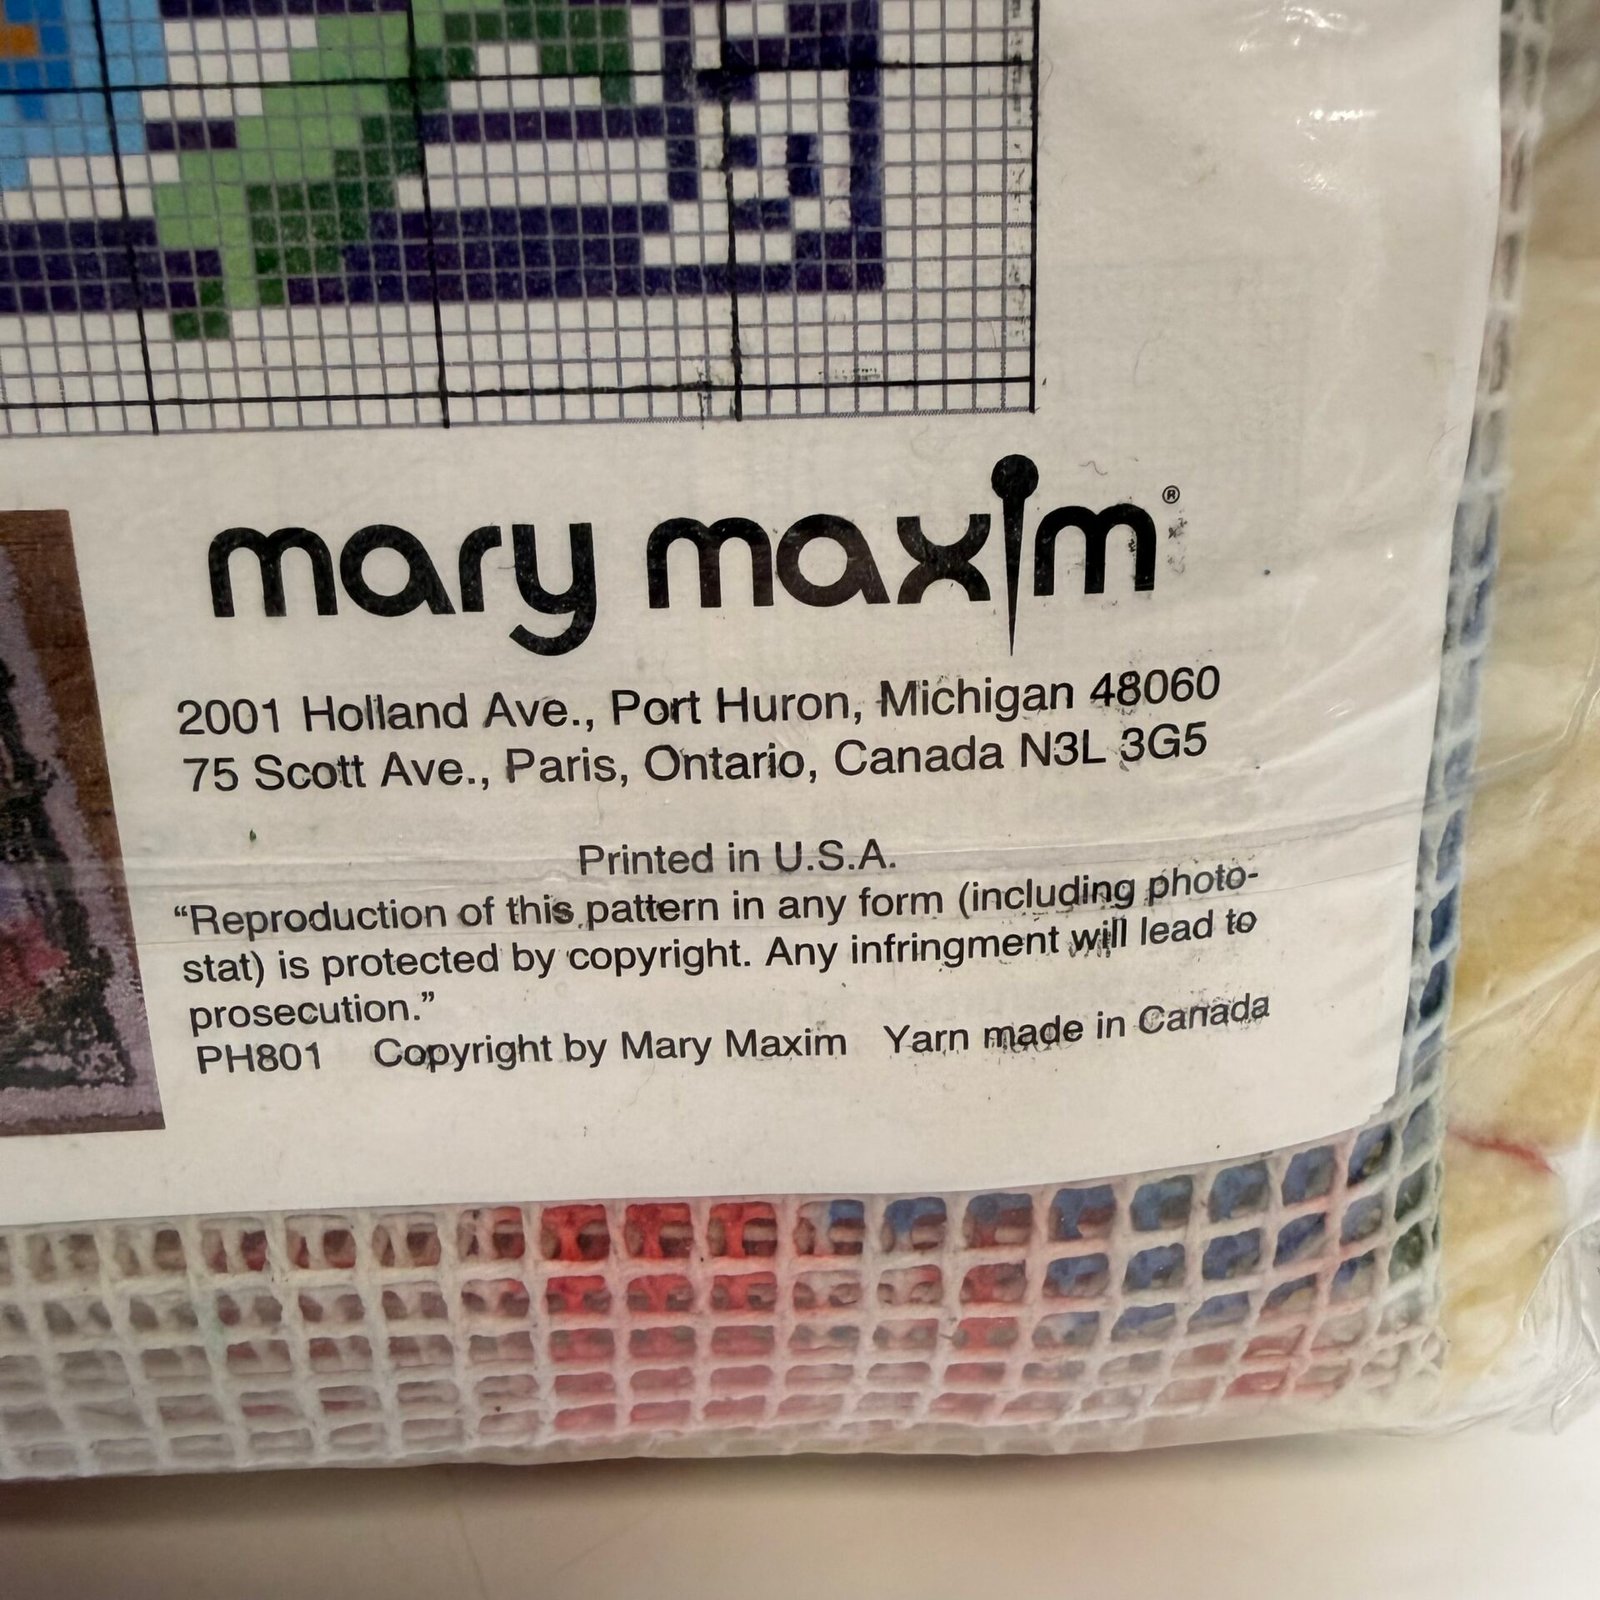 mary maxim®
2001 Holland Ave., Port Huron, Michigan 48060
75 Scott Ave., Paris, Ontario, Canada N3L 3G5
Printed in U.S.A.
“Reproduction of this pattern in any form (including photo-
stat) is protected by copyright. Any infringment will lead to
prosecution.”
PH801 Copyright by Mary Maxim Yarn made in Canada